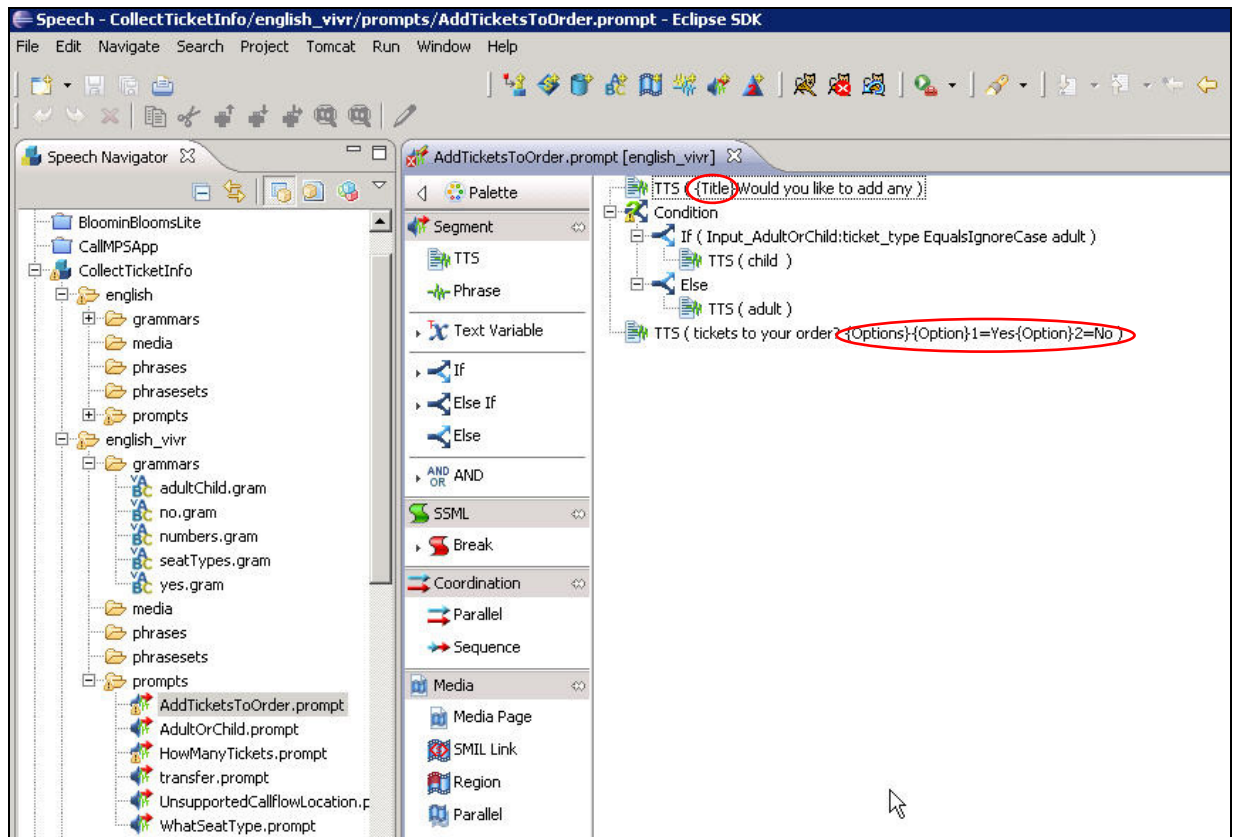 Speech - CollectTicketInfo/english_vivr/prompts/AddTicketsToOrder.prompt - Eclipse SDK
File Edit Navigate Search Project Tomcat Run Window Help
Speech Navigator
BloominBloomsLite
CallMPSApp
CollectTicketInfo
english
grammars
media
phrases
phrasesets
prompts
english_vivr
grammars
adultChild.gram
no.gram
numbers.gram
seatTypes.gram
yes.gram
media
phrases
phrasesets
prompts
AddTicketsToOrder.prompt
AdultOrChild.prompt
HowManyTickets.prompt
transfer.prompt
UnsupportedCallflowLocation.p
WhatSeatType.prompt
AddTicketsToOrder.prompt [english_vivr]
Palette
Segment
TTS
Phrase
Text Variable
If
Else If
Else
AND OR AND
SSML
Break
Coordination
Parallel
Sequence
Media
Media Page
SMIL Link
Region
Parallel
TTS ( {Title}Would you like to add any )
Condition
If ( Input_AdultOrChild:ticket_type EqualsIgnoreCase adult )
TTS ( child )
Else
TTS ( adult )
TTS ( tickets to your order? {Options}{Option}1=Yes{Option}2=No )